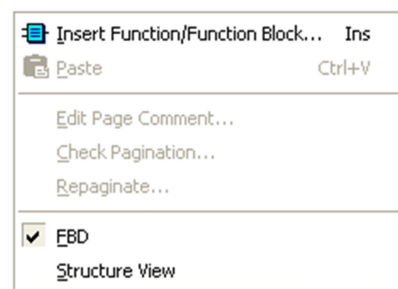 Insert Function/Function Block... Ins
Paste Ctrl+V
Edit Page Comment...
Check Pagination...
Repaginate...
FBD
Structure View